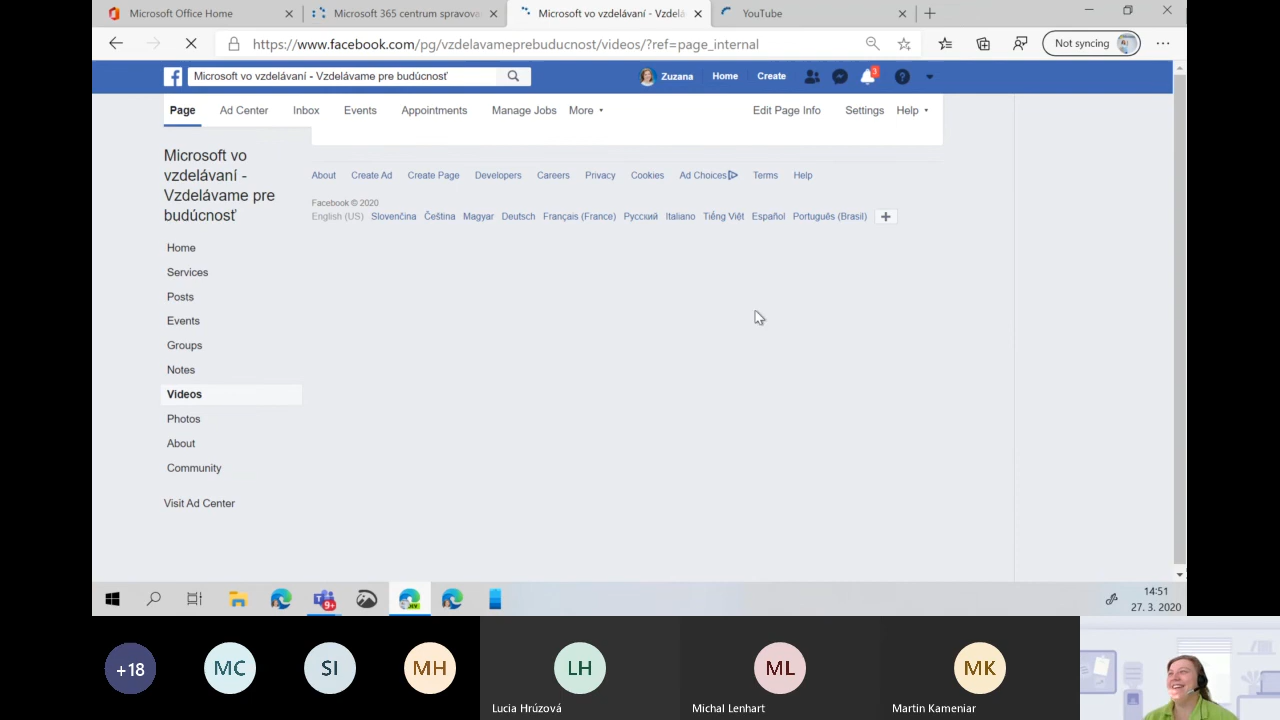 Microsoft Office Home
Microsoft 365 centrum spravova
Microsoft vo vzdelávaní - Vzdelá
YouTube
https://www.facebook.com/pg/vzdelavameprebuducnost/videos/?ref=page_internal
Not syncing
Microsoft vo vzdelávaní - Vzdelávame pre budúcnosť
Zuzana
Home
Create
3
Page
Ad Center
Inbox
Events
Appointments
Manage Jobs
More
Edit Page Info
Settings
Help
Microsoft vo
vzdelávaní -
Vzdelávame pre
budúcnosť
Home
Services
Posts
Events
Groups
Notes
Videos
Photos
About
Community
Visit Ad Center
About
Create Ad
Create Page
Developers
Careers
Privacy
Cookies
Ad Choices
Terms
Help
Facebook © 2020
English (US) Slovenčina Čeština Magyar Deutsch Français (France) Русский Italiano Tiếng Việt Español Português (Brasil)
9+
14:51
27. 3. 2020
+18
MC
SI
MH
LH
ML
MK
Lucia Hrúzová
Michal Lenhart
Martin Kameniar